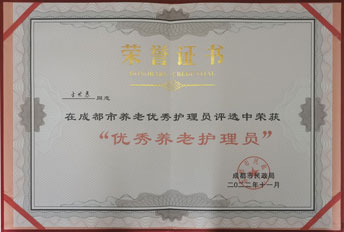 荣誉证书
同志
在成都市养老优秀护理员评选中荣获
“优秀养老护理员”
成都市民政局
二〇二二年十一月